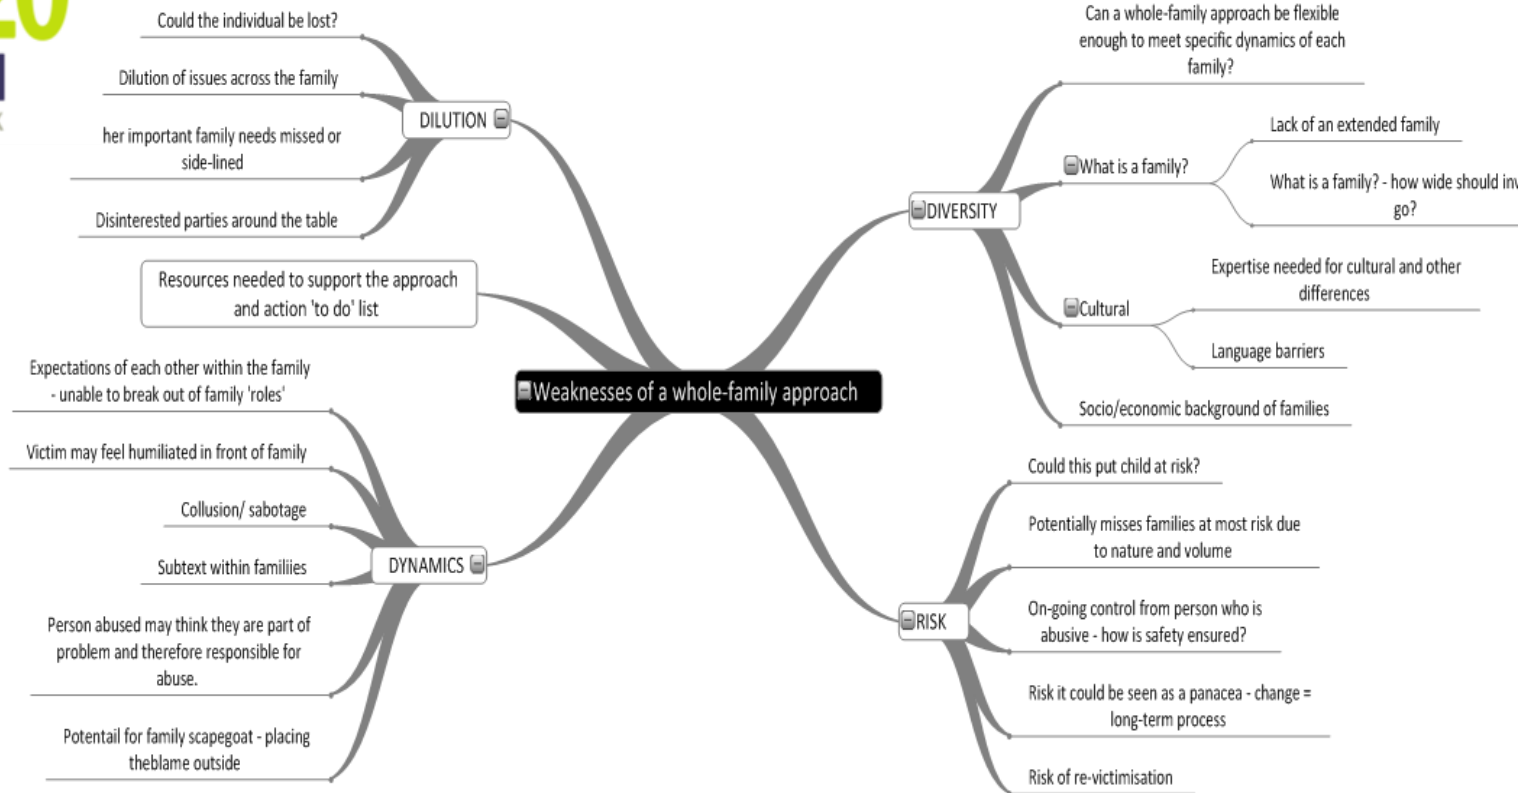 20
Could the individual be lost?
Dilution of issues across the family
her important family needs missed or
side-lined
Disinterested parties around the table
DILUTION
Resources needed to support the approach
and action 'to do' list
Expectations of each other within the family
- unable to break out of family 'roles'
Victim may feel humiliated in front of family
Collusion/ sabotage
Subtext within familiies
Person abused may think they are part of
problem and therefore responsible for
abuse.
Potentail for family scapegoat - placing
theblame outside
DYNAMICS
Weaknesses of a whole-family approach
DIVERSITY
Can a whole-family approach be flexible
enough to meet specific dynamics of each
family?
What is a family?
Lack of an extended family
What is a family? - how wide should
go?
Cultural
Expertise needed for cultural and other
differences
Language barriers
Socio/economic background of families
RISK
Could this put child at risk?
Potentially misses families at most risk due
to nature and volume
On-going control from person who is
abusive - how is safety ensured?
Risk it could be seen as a panacea - change =
long-term process
Risk of re-victimisation